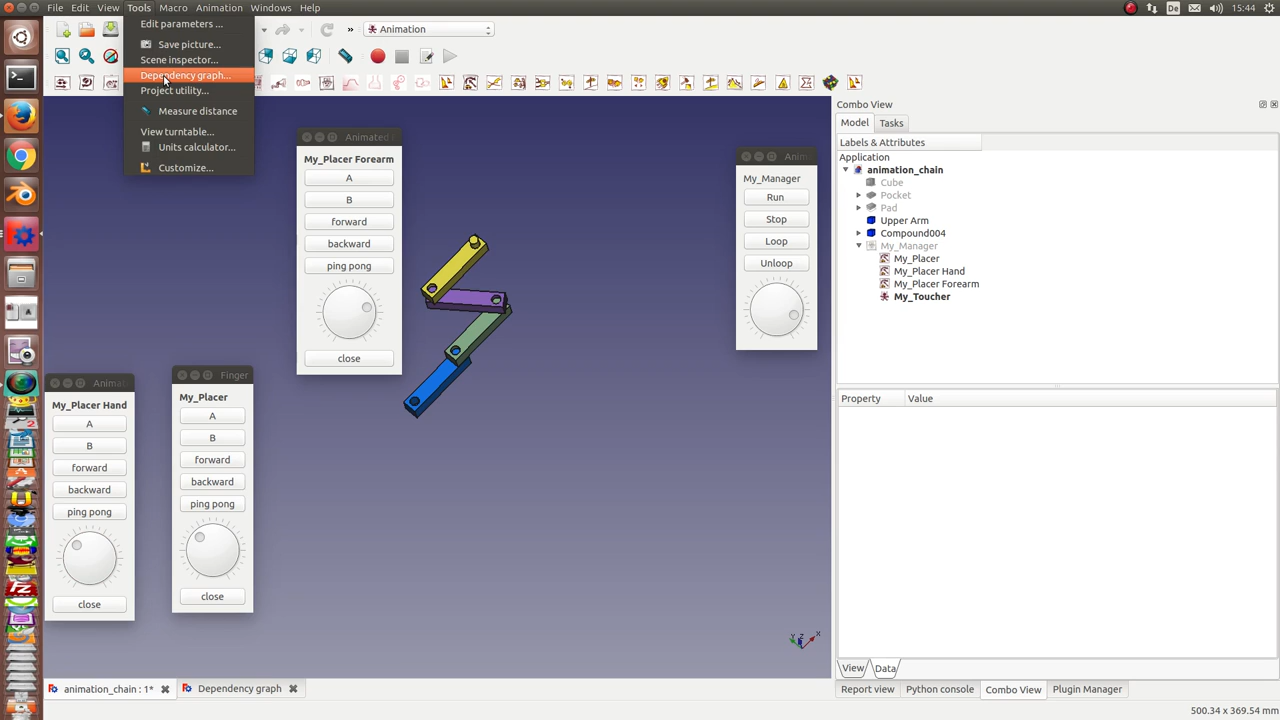 File Edit View Tools Macro Animation Windows Help
De
15:44
Edit parameters ...
Save picture...
Scene inspector...
Dependency graph...
Project utility...
Measure distance
View turntable...
Units calculator...
Customize...
Animation
Animated
My_Placer Forearm
A
B
forward
backward
ping pong
close
Anim
My_Manager
Run
Stop
Loop
Unloop
Animat
My_Placer Hand
A
B
forward
backward
ping pong
close
Finger
My_Placer
A
B
forward
backward
ping pong
close
Combo View
Model Tasks
Labels & Attributes
Application
animation_chain
Cube
Pocket
Pad
Upper Arm
Compound004
My_Manager
My_Placer
My_Placer Hand
My_Placer Forearm
My_Toucher
Property Value
View Data
animation_chain : 1* Dependency graph
Report view Python console Combo View Plugin Manager
500.34 x 369.54 mm